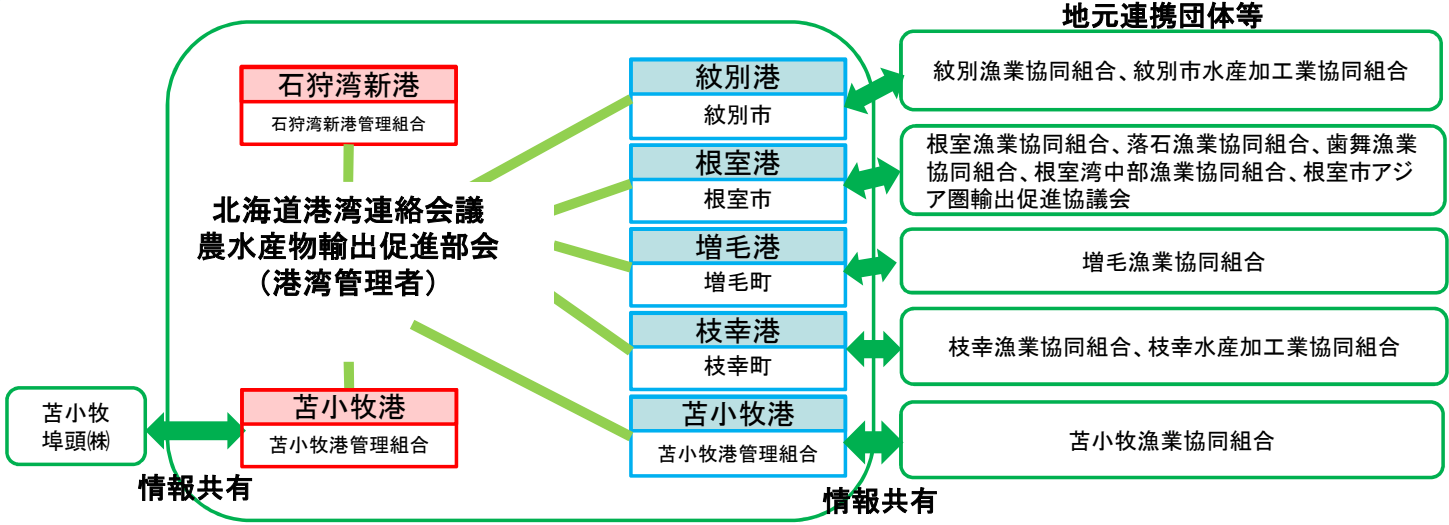 地元連携団体等
石狩湾新港
石狩湾新港管理組合
北海道港湾連絡会議
農水産物輸出促進部会
（港湾管理者）
苫小牧港
苫小牧港管理組合
苫小牧
埠頭㈱
情報共有
紋別港
紋別市
紋別漁業協同組合、紋別市水産加工業協同組合
根室港
根室市
根室漁業協同組合、落石漁業協同組合、歯舞漁業
協同組合、根室湾中部漁業協同組合、根室市アジ
ア圏輸出促進協議会
増毛港
増毛町
増毛漁業協同組合
枝幸港
枝幸町
枝幸漁業協同組合、枝幸水産加工業協同組合
苫小牧港
苫小牧港管理組合
苫小牧漁業協同組合
情報共有